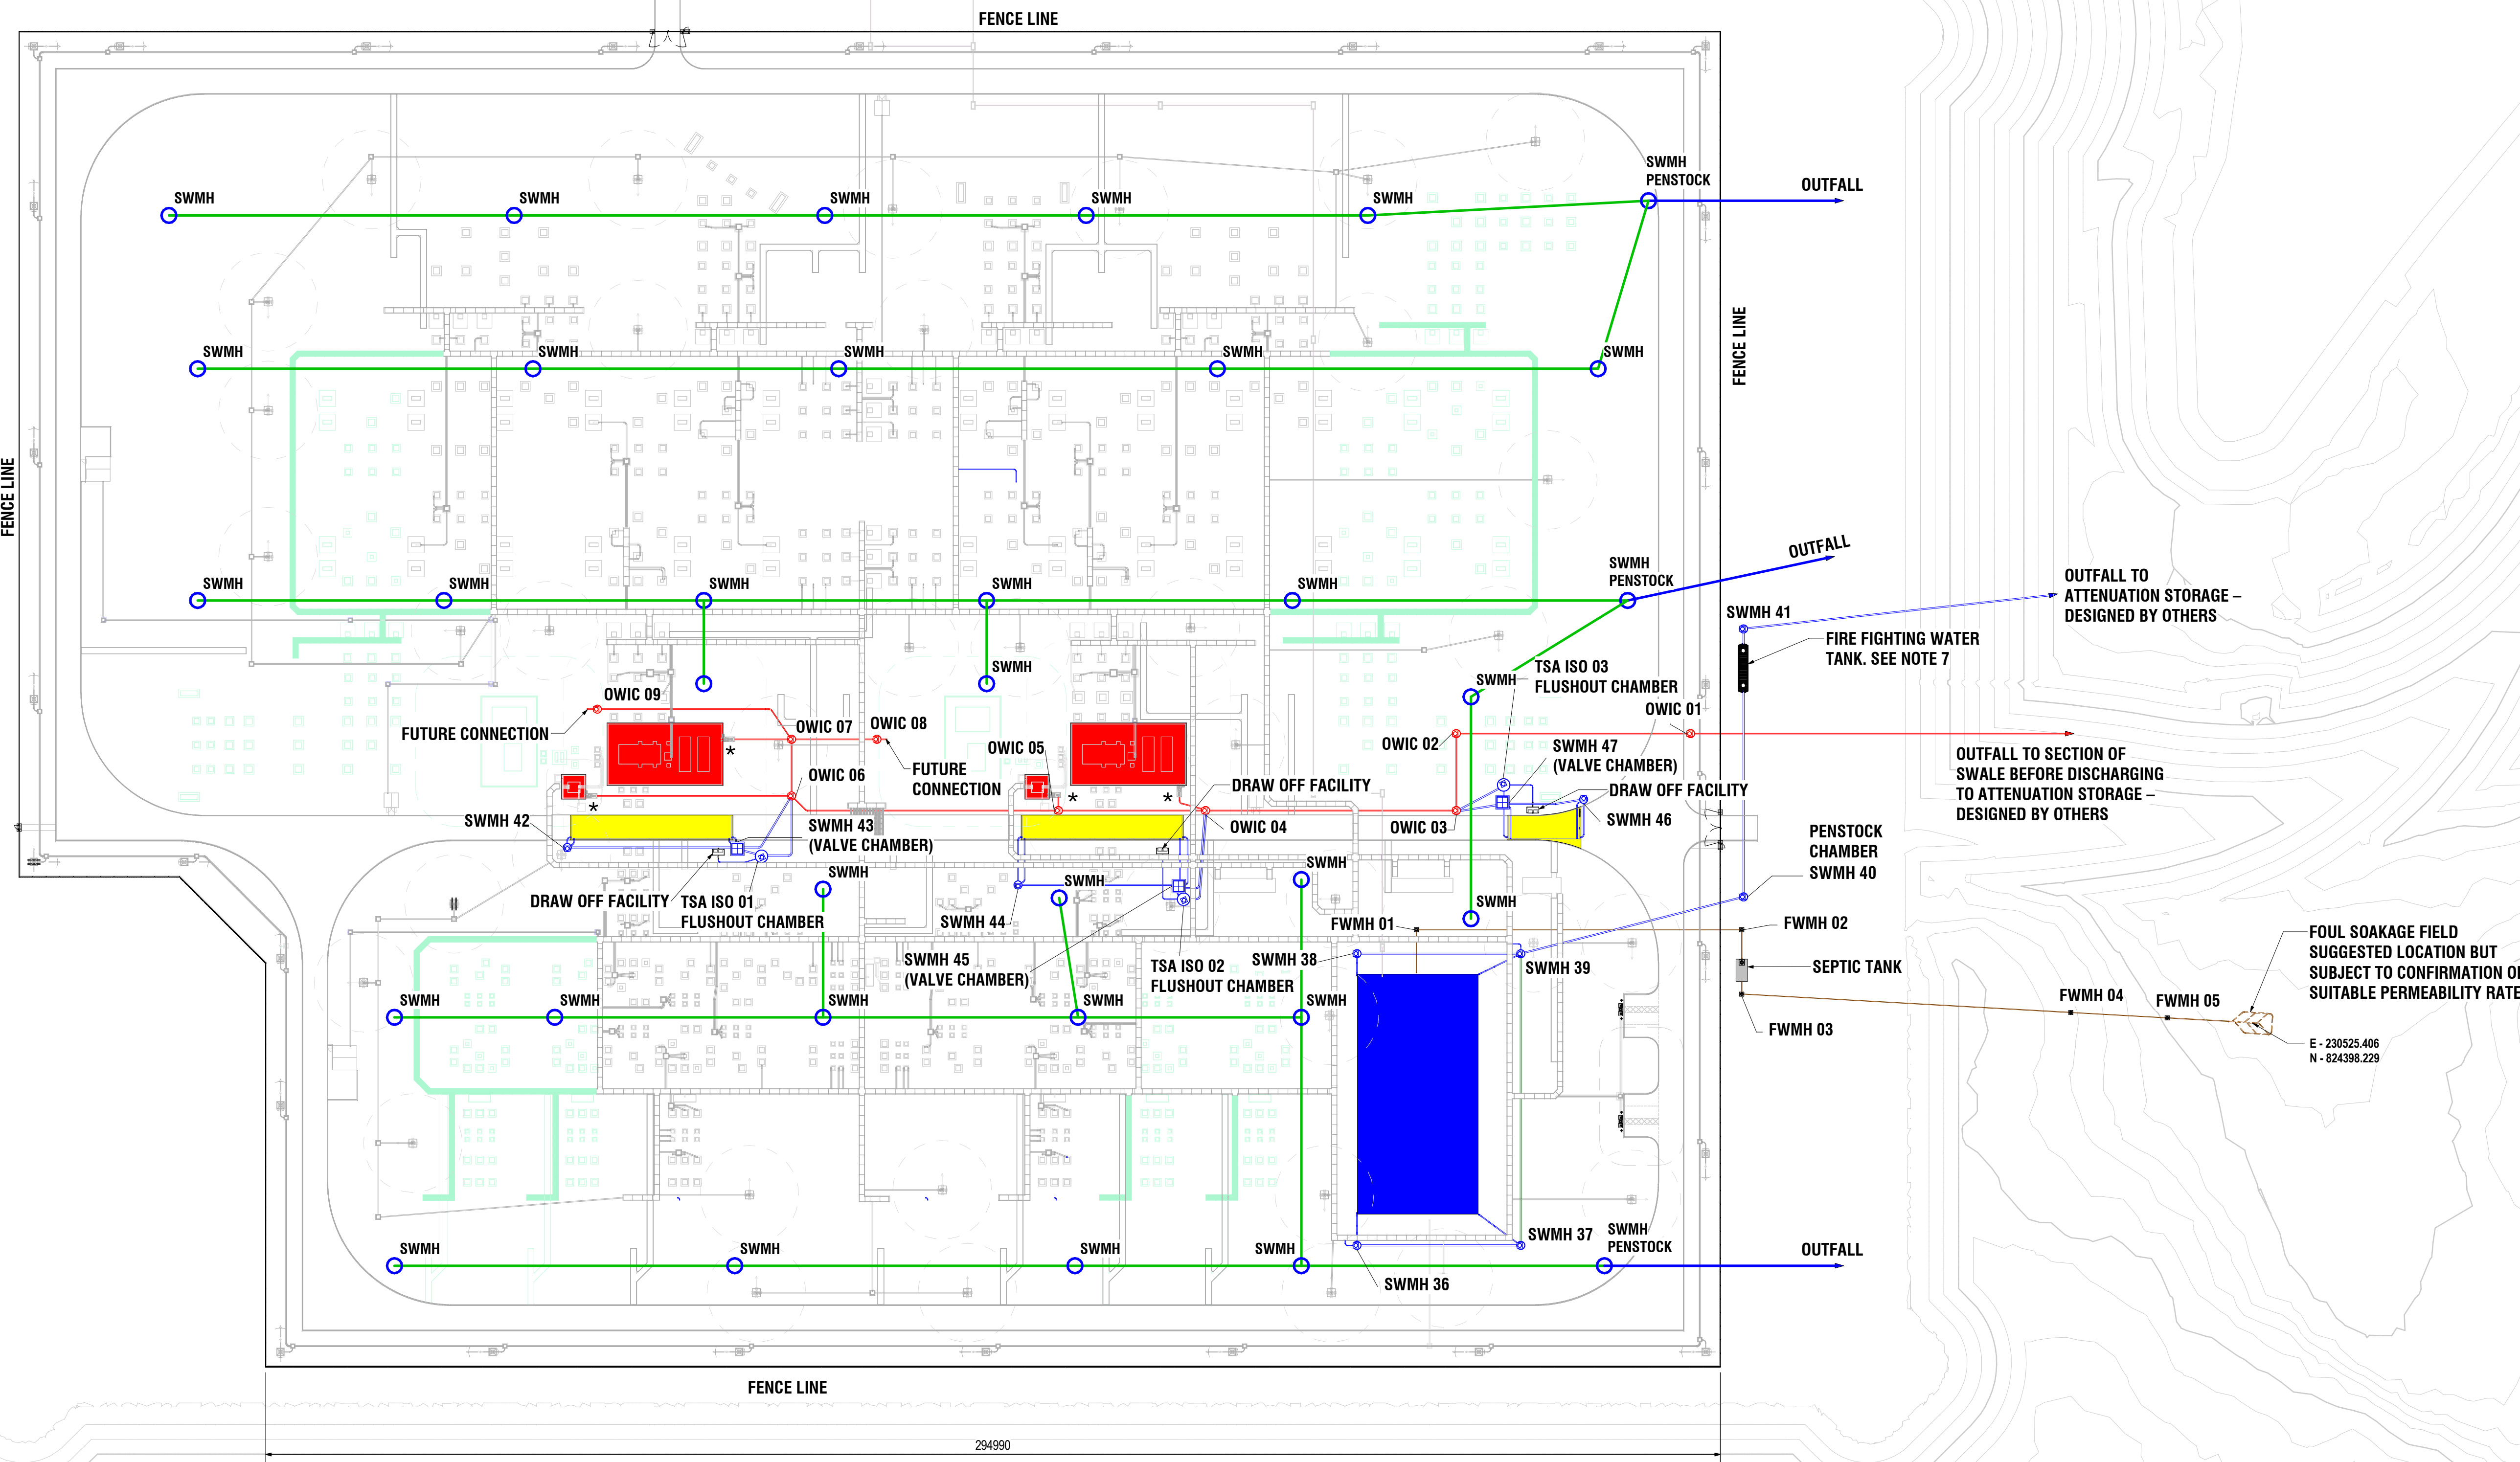 FENCE LINE
SWMH
PENSTOCK
OUTFALL
SWMH
SWMH
SWMH
SWMH
SWMH
FENCE LINE
SWMH
SWMH
SWMH
SWMH
SWMH
FENCE LINE
OUTFALL
SWMH
PENSTOCK
SWMH
SWMH
SWMH
SWMH
SWMH
OUTFALL TO
ATTENUATION STORAGE –
DESIGNED BY OTHERS
SWMH 41
FIRE FIGHTING WATER
TANK. SEE NOTE 7
SWMH
SWMH
TSA ISO 03
FLUSHOUT CHAMBER
OWIC 09
OWIC 01
FUTURE CONNECTION
OWIC 07
OWIC 08
OWIC 05
OWIC 02
SWMH 47
(VALVE CHAMBER)
*
OUTFALL TO SECTION OF
SWALE BEFORE DISCHARGING
TO ATTENUATION STORAGE –
DESIGNED BY OTHERS
FUTURE
CONNECTION
OWIC 06
DRAW OFF FACILITY
DRAW OFF FACILITY
*
*
*
SWMH 42
SWMH 43
(VALVE CHAMBER)
OWIC 04
OWIC 03
SWMH 46
PENSTOCK
CHAMBER
SWMH 40
DRAW OFF FACILITY
TSA ISO 01
FLUSHOUT CHAMBER
SWMH
SWMH
SWMH
SWMH 44
SWMH
FWMH 01
FWMH 02
FOUL SOAKAGE FIELD
SUGGESTED LOCATION BUT
SUBJECT TO CONFIRMATION O
SUITABLE PERMEABILITY RATE
SWMH 45
(VALVE CHAMBER)
TSA ISO 02
FLUSHOUT CHAMBER
SWMH 38
SWMH 39
SEPTIC TANK
SWMH
SWMH
SWMH
SWMH
SWMH
FWMH 04
FWMH 05
FWMH 03
E - 230525.406
N - 824398.229
SWMH
SWMH
SWMH
SWMH
SWMH 37
SWMH
PENSTOCK
OUTFALL
SWMH 36
FENCE LINE
294990